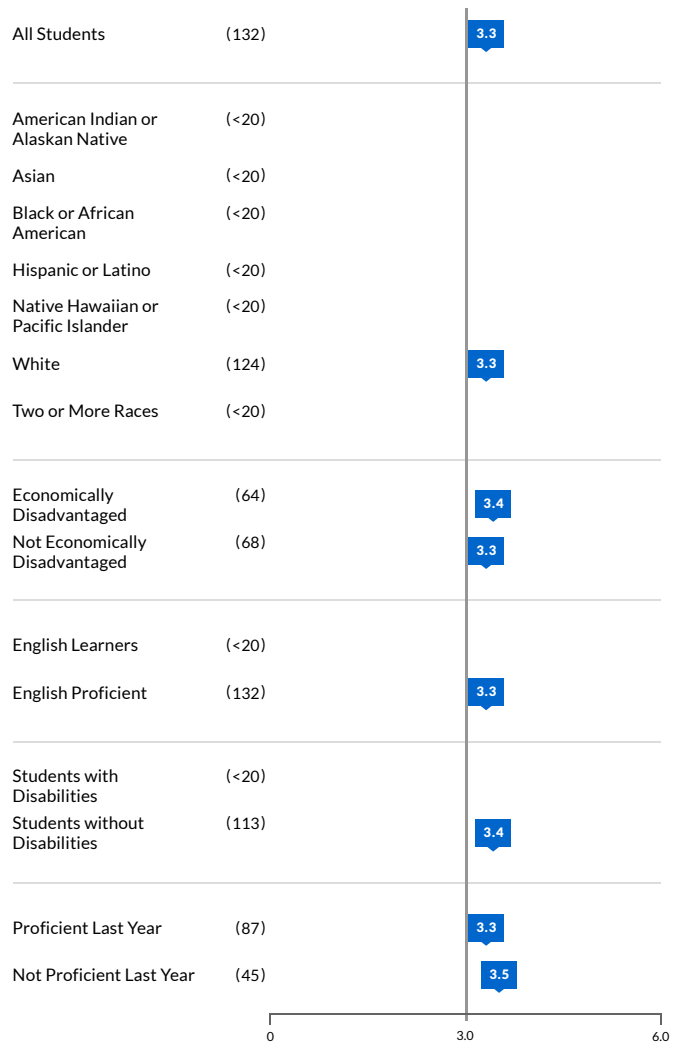 All Students (132) 3.3
American Indian or (<20)
Alaskan Native
Asian (<20)
Black or African (<20)
American
Hispanic or Latino (<20)
Native Hawaiian or (<20)
Pacific Islander
White (124) 3.3
Two or More Races (<20)
Economically (64) 3.4
Disadvantaged
Not Economically (68) 3.3
Disadvantaged
English Learners (<20)
English Proficient (132) 3.3
Students with (<20)
Disabilities
Students without (113) 3.4
Disabilities
Proficient Last Year (87) 3.3
Not Proficient Last Year (45) 3.5
0 3.0 6.0